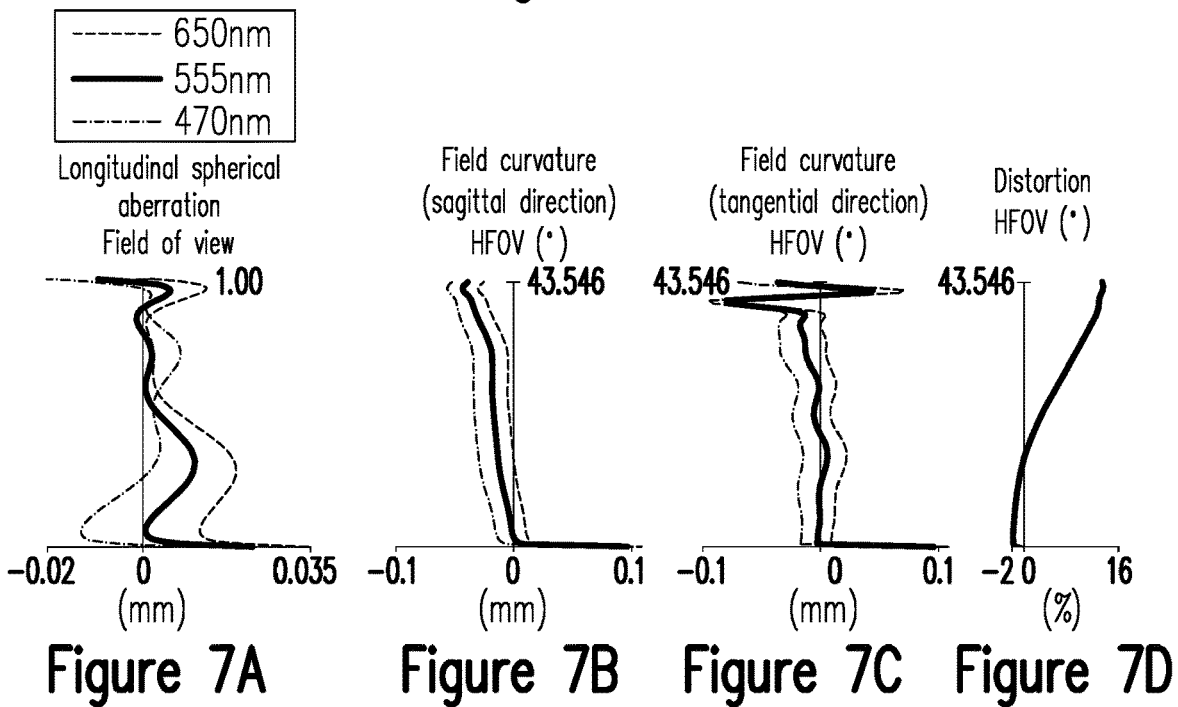 650nm
555nm
470nm
Longitudinal spherical
aberration
Field of view
1.00
-0.02 0 0.035
(mm)
Figure 7A
Field curvature
(sagittal direction)
HFOV (°)
43.546
-0.1 0 0.1
(mm)
Figure 7B
Field curvature
(tangential direction)
HFOV (°)
43.546
-0.1 0 0.1
(mm)
Figure 7C
Distortion
HFOV (°)
43.546
-2 0 16
(%)
Figure 7D